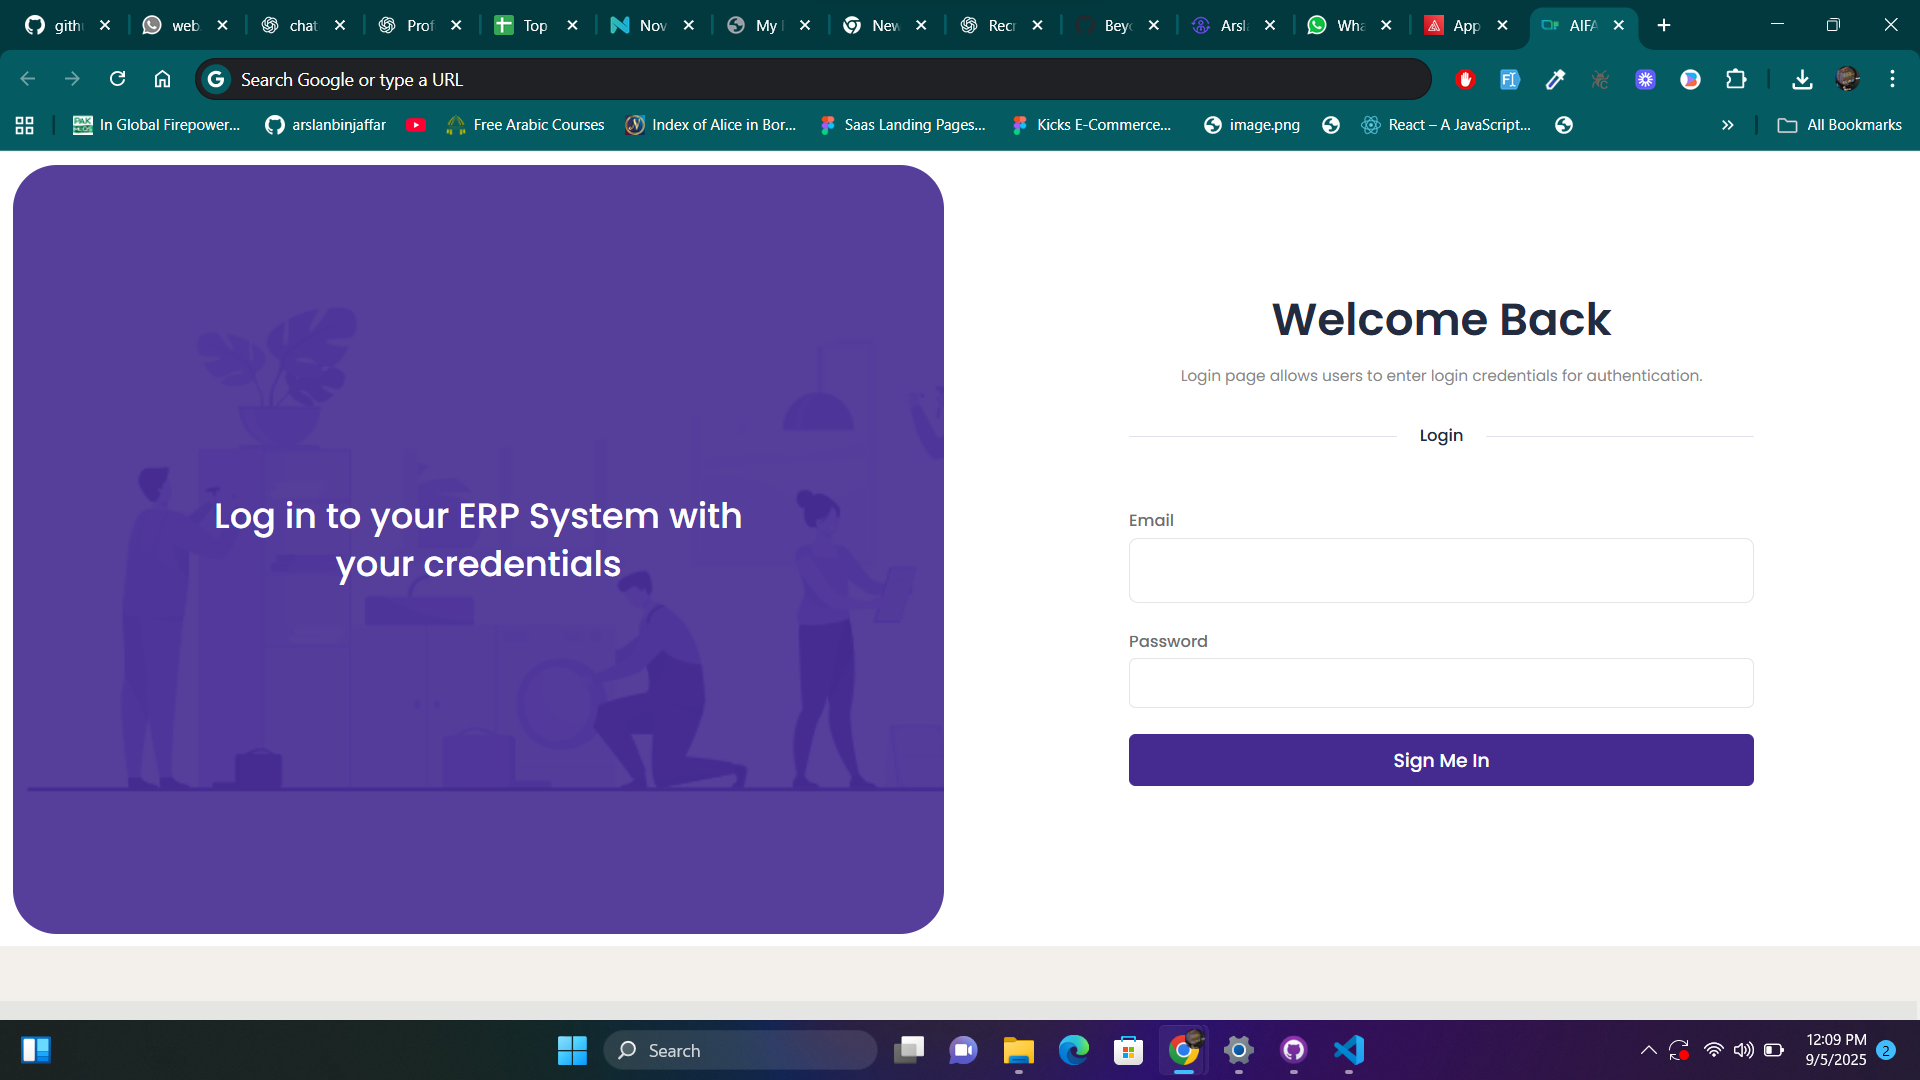 gith
web.
chat
Prof
Top
Nov
My
New
Recr
Beyo
Arsla
Wha
App
AIFA
Search Google or type a URL
In Global Firepower...
arslanbinjaffar
Free Arabic Courses
Index of Alice in Bor...
Saas Landing Pages...
Kicks E-Commerce...
image.png
React – A JavaScript...
All Bookmarks
Log in to your ERP System with
your credentials
Welcome Back
Login page allows users to enter login credentials for authentication.
Login
Email
Password
Sign Me In
Search
12:09 PM
9/5/2025
2